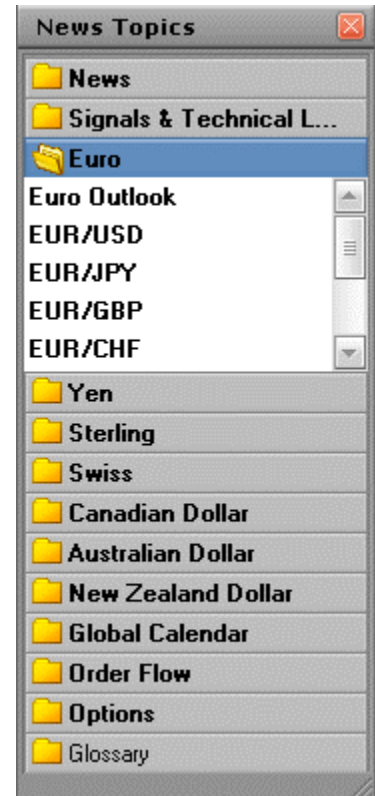 News Topics
News
Signals & Technical L...
Euro
Euro Outlook
EUR/USD
EUR/JPY
EUR/GBP
EUR/CHF
Yen
Sterling
Swiss
Canadian Dollar
Australian Dollar
New Zealand Dollar
Global Calendar
Order Flow
Options
Glossary